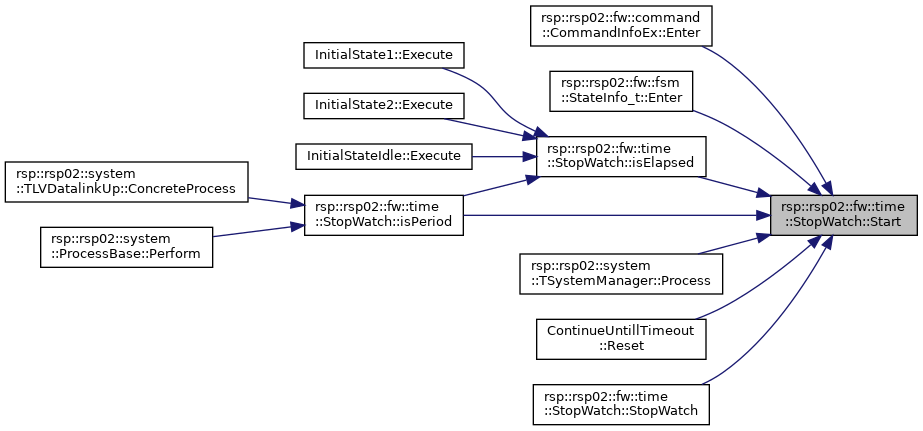 rsp::rsp02::fw::command
::CommandInfoEx::Enter
InitialState1::Execute
rsp::rsp02::fw::fsm
::StateInfo_t::Enter
InitialState2::Execute
rsp::rsp02::fw::time
::StopWatch::isElapsed
InitialStateIdle::Execute
rsp::rsp02::system
::TLVDatalinkUp::ConcreteProcess
rsp::rsp02::fw::time
::StopWatch::isPeriod
rsp::rsp02::fw::time
::StopWatch::Start
rsp::rsp02::system
::ProcessBase::Perform
rsp::rsp02::system
::TSystemManager::Process
ContinueUntillTimeout
::Reset
rsp::rsp02::fw::time
::StopWatch::StopWatch